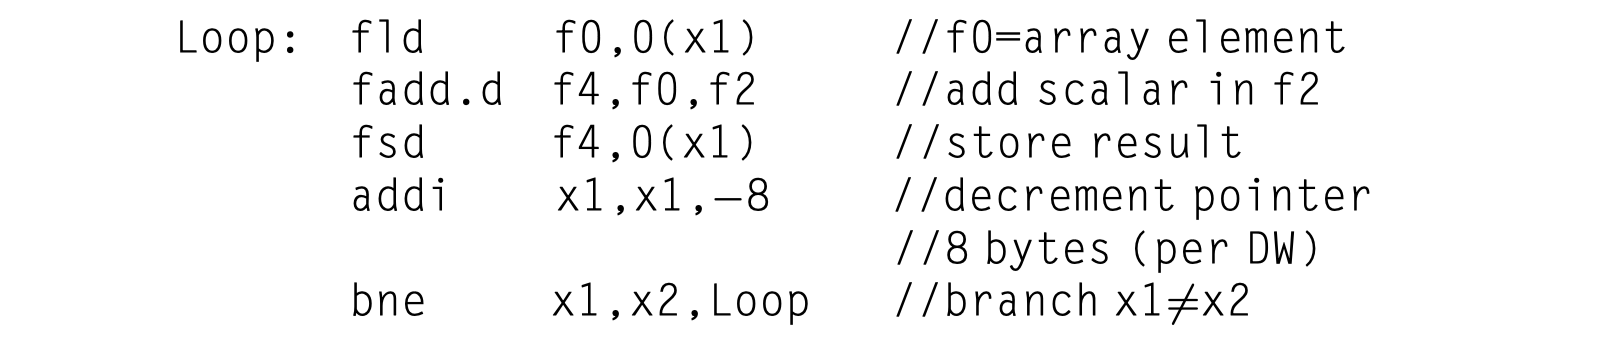 Loop: fld f0,0(x1) //f0=array element
fadd.d f4,f0,f2 //add scalar in f2
fsd f4,0(x1) //store result
addi x1,x1,−8 //decrement pointer
//8 bytes (per DW)
bne x1,x2,Loop //branch x1≠x2